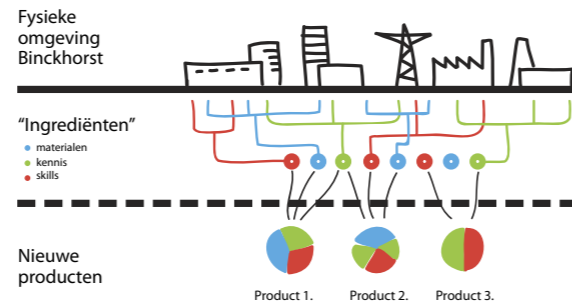 Fysieke
omgeving
Binckhorst
“Ingrediënten”
materialen
kennis
skills
Nieuwe
producten
Product 1.
Product 2.
Product 3.